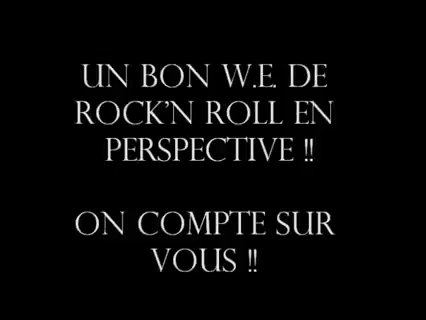 UN BON W.E. DE
ROCK'N ROLL EN
PERSPECTIVE !!
ON COMPTE SUR
VOUS !!